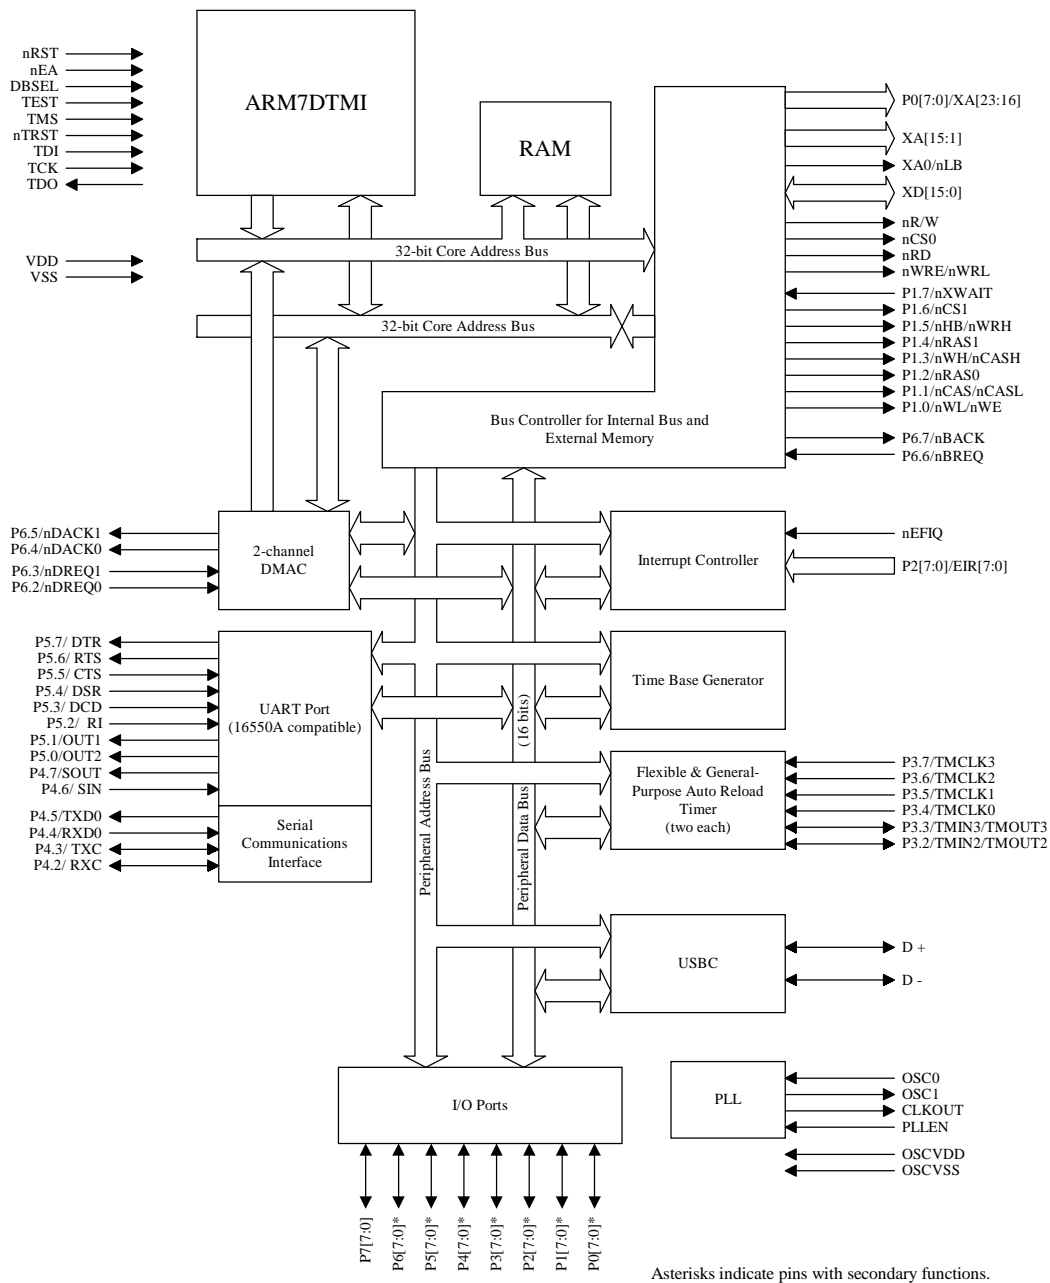 nRST
nEA
DBSEL
TEST
TMS
nTRST
TDI
TCK
TDO
VDD
VSS
ARM7DTMI
RAM
32-bit Core Address Bus
32-bit Core Address Bus
Bus Controller for Internal Bus and
External Memory
P0[7:0]/XA[23:16]
XA[15:1]
XA0/nLB
XD[15:0]
nR/W
nCS0
nRD
nWRE/nWRL
P1.7/nXWAIT
P1.6/nCS1
P1.5/nHB/nWRH
P1.4/nRAS1
P1.3/nWH/nCASH
P1.2/nRAS0
P1.1/nCAS/nCASL
P1.0/nWL/nWE
P6.7/nBACK
P6.6/nBREQ
P6.5/nDACK1
P6.4/nDACK0
P6.3/nDREQ1
P6.2/nDREQ0
2-channel
DMAC
Interrupt Controller
nEFIQ
P2[7:0]/EIR[7:0]
P5.7/ DTR
P5.6/ RTS
P5.5/ CTS
P5.4/ DSR
P5.3/ DCD
P5.2/ RI
P5.1/OUT1
P5.0/OUT2
P4.7/SOUT
P4.6/ SIN
UART Port
(16550A compatible)
P4.5/TXD0
P4.4/RXD0
P4.3/ TXC
P4.2/ RXC
Serial
Communications
Interface
Peripheral Address Bus
Peripheral Data Bus (16 bits)
Time Base Generator
Flexible & General-
Purpose Auto Reload
Timer
(two each)
P3.7/TMCLK3
P3.6/TMCLK2
P3.5/TMCLK1
P3.4/TMCLK0
P3.3/TMIN3/TMOUT3
P3.2/TMIN2/TMOUT2
USBC
D +
D -
I/O Ports
PLL
OSC0
OSC1
CLKOUT
PLLEN
OSCVDD
OSCVSS
P7[7:0]
P6[7:0]*
P5[7:0]*
P4[7:0]*
P3[7:0]*
P2[7:0]*
P1[7:0]*
P0[7:0]*
Asterisks indicate pins with secondary functions.